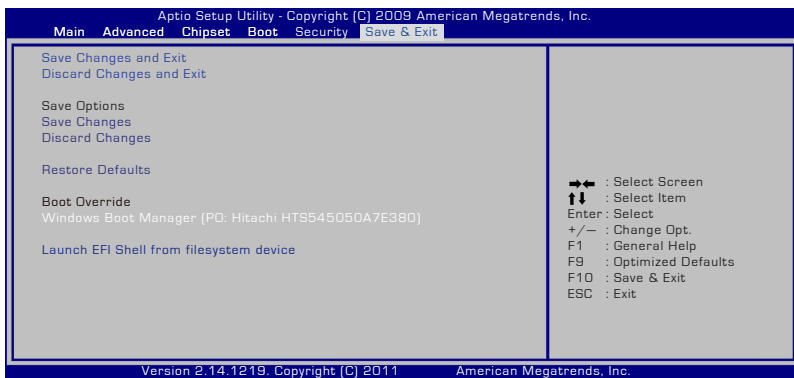 Aptio Setup Utility - Copyright (C) 2009 American Megatrends, Inc.
Main Advanced Chipset Boot Security Save & Exit
Save Changes and Exit
Discard Changes and Exit
Save Options
Save Changes
Discard Changes
Restore Defaults
Boot Override
Windows Boot Manager (PO: Hitachi HTS545050A7E380)
Launch EFI Shell from filesystem device
→← : Select Screen
↑↓ : Select Item
Enter : Select
+/— : Change Opt.
F1 : General Help
F9 : Optimized Defaults
F10 : Save & Exit
ESC : Exit
Version 2.14.1219. Copyright (C) 2011 American Megatrends, Inc.